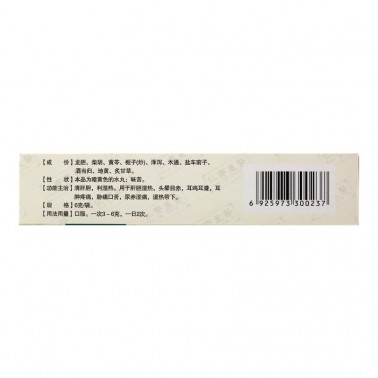 【成　份】龙胆、柴胡、黄芩、栀子(炒)、泽泻、木通、盐车前子、
酒当归、地黄、炙甘草。
【性　状】本品为暗黄色的水丸；味苦。
【功能主治】清肝胆，利湿热。用于肝胆湿热，头晕目赤，耳鸣耳聋，耳
肿疼痛，胁痛口苦，尿赤涩痛，湿热带下。
【规　格】6克/袋。
【用法用量】口服。一次3-6克，一日2次。
6 925973 300237